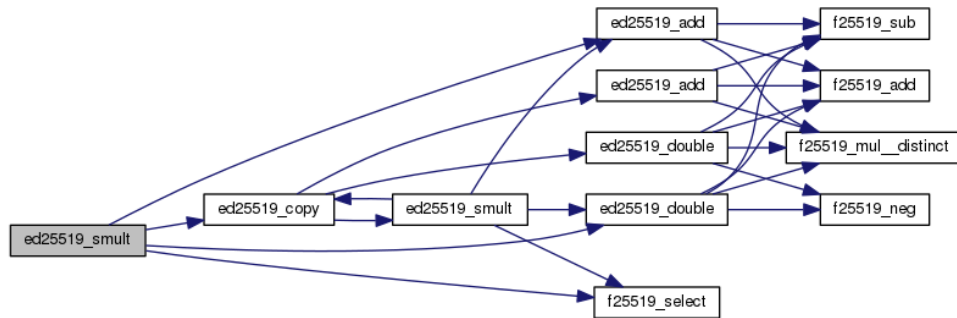 ed25519_add
f25519_sub
ed25519_add
f25519_add
ed25519_double
f25519_mul__distinct
ed25519_copy
ed25519_smult
ed25519_double
f25519_neg
ed25519_smult
f25519_select